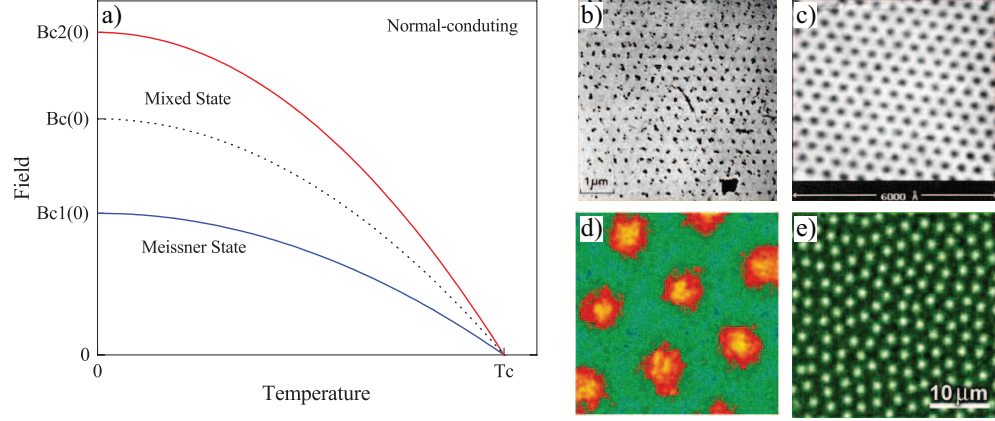 a)
Normal-conduting
Bc2(0)
Mixed State
Bc(0)
Bc1(0)
Meissner State
0
0
Tc
Field
Temperature
b)
1μm
c)
6000 Å
d)
e)
10 μm